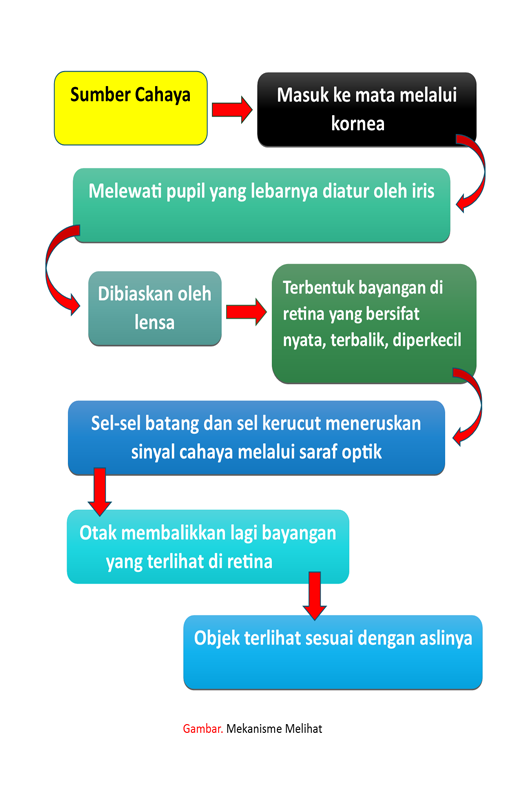 Sumber Cahaya
Masuk ke mata melalui
kornea
Melewati pupil yang lebarnya diatur oleh iris
Dibiaskan oleh
lensa
Terbentuk bayangan di
retina yang bersifat
nyata, terbalik, diperkecil
Sel-sel batang dan sel kerucut meneruskan
sinyal cahaya melalui saraf optik
Otak membalikkan lagi bayangan
yang terlihat di retina
Objek terlihat sesuai dengan aslinya
Gambar. Mekanisme Melihat